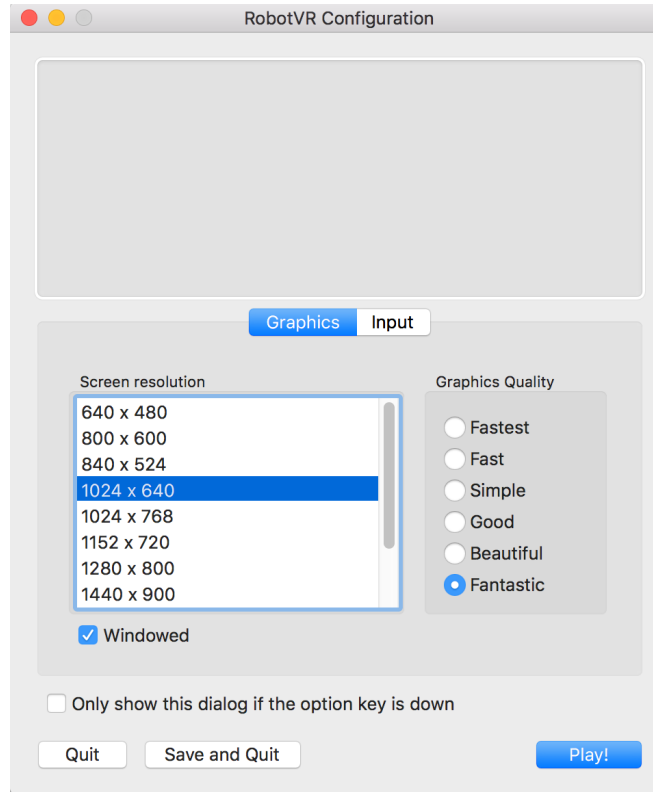 RobotVR Configuration
Graphics
Input
Screen resolution
640 x 480
800 x 600
840 x 524
1024 x 640
1024 x 768
1152 x 720
1280 x 800
1440 x 900
Windowed
Graphics Quality
Fastest
Fast
Simple
Good
Beautiful
Fantastic
Only show this dialog if the option key is down
Quit
Save and Quit
Play!